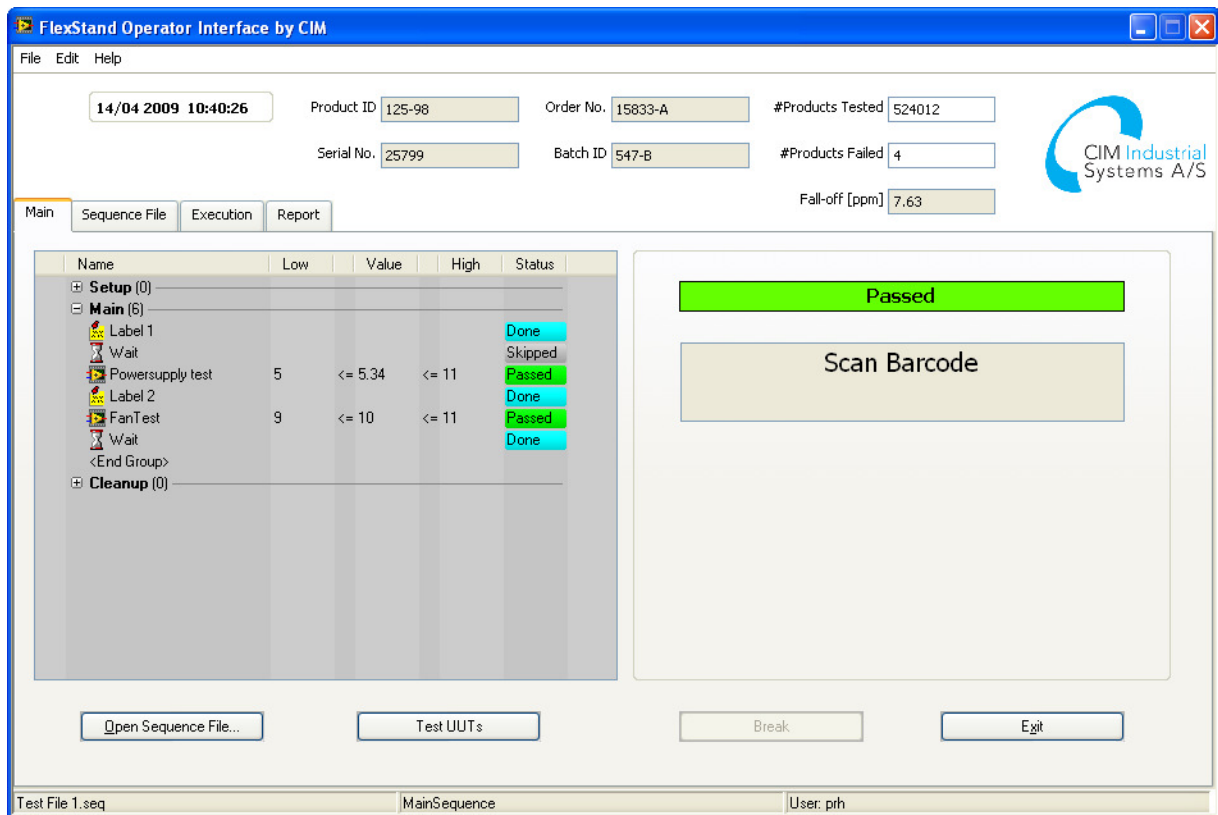 FlexStand Operator Interface by CIM
File Edit Help
14/04 2009 10:40:26 Product ID 125-98 Order No. 15833-A #Products Tested 524012
Serial No. 25799 Batch ID 547-B #Products Failed 4
CIM Industrial
Systems A/S
Fall-off [ppm] 7.63
Main Sequence File Execution Report
Name Low Value High Status
Setup (0)
Main (6)
Label 1 Done
Wait Skipped
Powersupply test 5 <= 5.34 <= 11 Passed
Label 2 Done
FanTest 9 <= 10 <= 11 Passed
Wait Done
<End Group>
Cleanup (0)
Passed
Scan Barcode
Open Sequence File... Test UUTs Break Exit
Test File 1.seq MainSequence User: prh